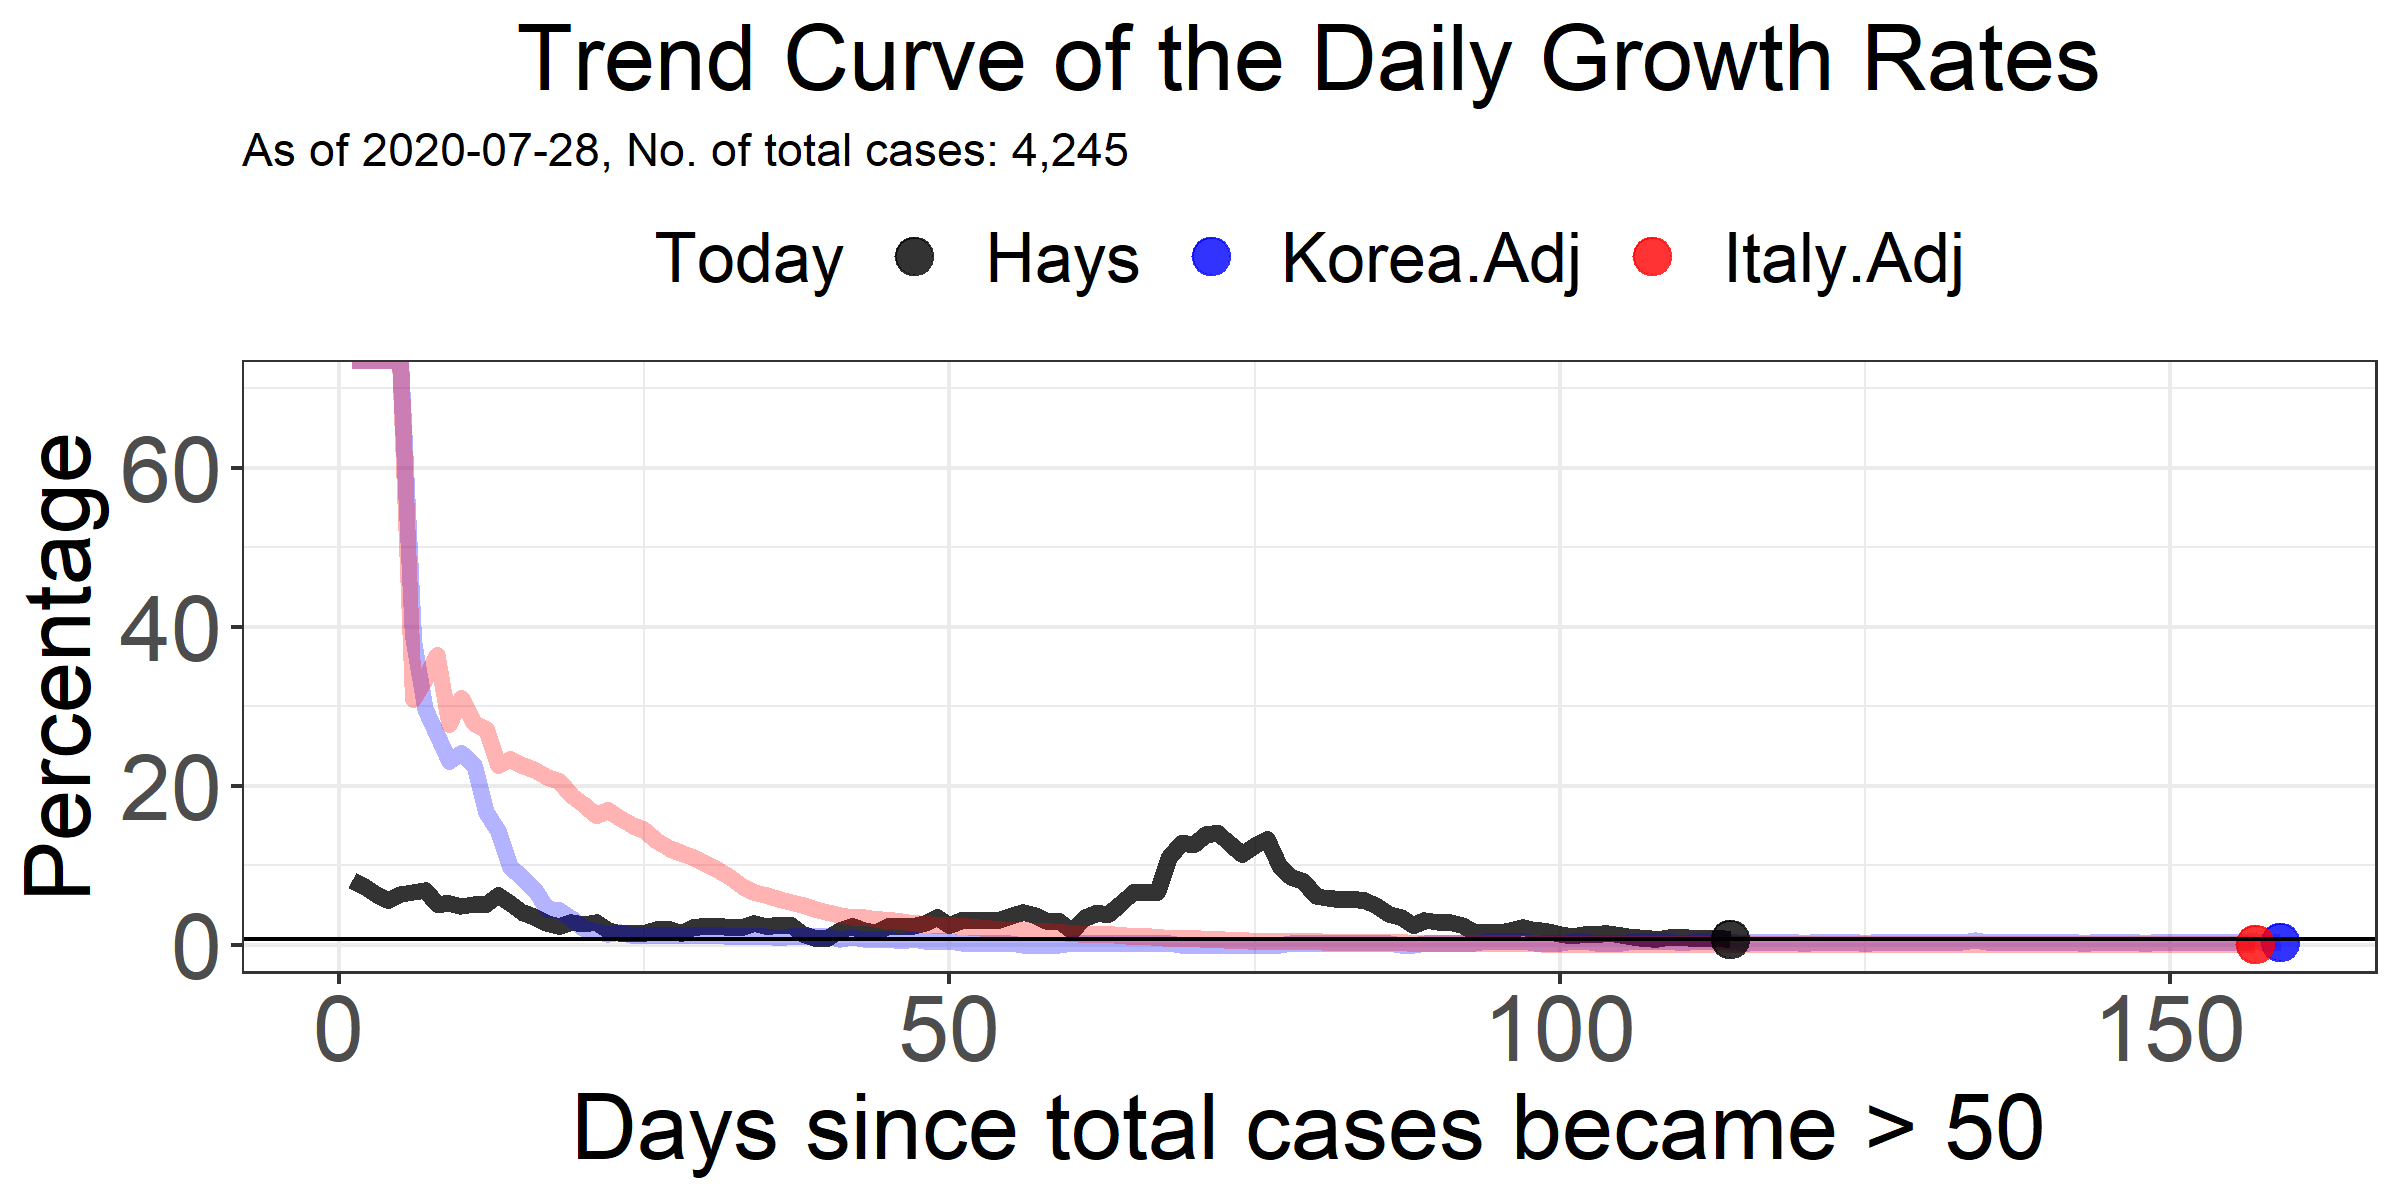 Trend Curve of the Daily Growth Rates
As of 2020-07-28, No. of total cases: 4,245
Today Hays Korea.Adj Italy.Adj
Percentage
60
40
20
0
0 50 100 150
Days since total cases became > 50